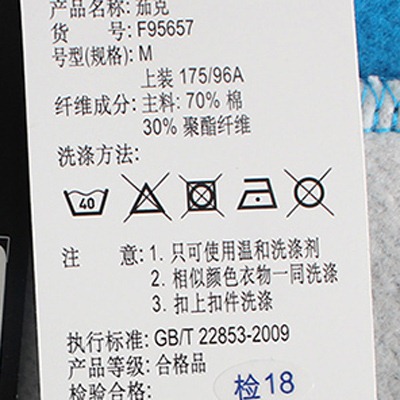 产品名称: 茄克
货 号: F95657
号型(规格): M
上装 175/96A
纤维成分: 主料: 70% 棉
30% 聚酯纤维
洗涤方法:
40
注 意: 1. 只可使用温和洗涤剂
2. 相似颜色衣物一同洗涤
3. 扣上扣件洗涤
执行标准: GB/T 22853-2009
产品等级: 合格品
检验合格:
检18